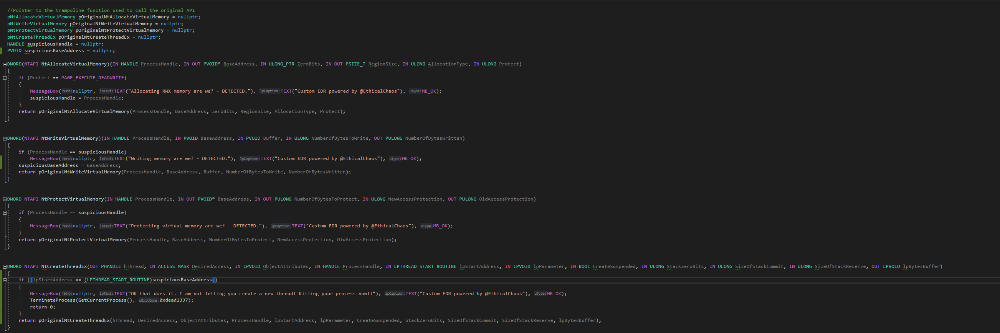 //Pointer to the trampoline function used to call the original API
pNtAllocateVirtualMemory pOriginalNtAllocateVirtualMemory = nullptr;
pNtWriteVirtualMemory pOriginalNtWriteVirtualMemory = nullptr;
pNtProtectVirtualMemory pOriginalNtProtectVirtualMemory = nullptr;
pNtCreateThreadEx pOriginalNtCreateThreadEx = nullptr;
HANDLE suspiciousHandle = nullptr;
PVOID suspiciousBaseAddress = nullptr;
DWORD(NTAPI NtAllocateVirtualMemory)(IN HANDLE ProcessHandle, IN OUT PVOID* BaseAddress, IN ULONG_PTR ZeroBits, IN OUT PSIZE_T RegionSize, IN ULONG AllocationType, IN ULONG Protect)
{
if (Protect == PAGE_EXECUTE_READWRITE)
{
MessageBox(hWnd:nullptr, lpText:TEXT("Allocating RWX memory are we? - DETECTED."), lpCaption:TEXT("Custom EDR powered by @EthicalChaos"), uType:MB_OK);
suspiciousHandle = ProcessHandle;
}
return pOriginalNtAllocateVirtualMemory(ProcessHandle, BaseAddress, ZeroBits, RegionSize, AllocationType, Protect);
}
DWORD(NTAPI NtWriteVirtualMemory)(IN HANDLE ProcessHandle, IN PVOID BaseAddress, IN PVOID Buffer, IN ULONG NumberOfBytesToWrite, OUT PULONG NumberOfBytesWritten)
{
if (ProcessHandle == suspiciousHandle)
MessageBox(hWnd:nullptr, lpText:TEXT("Writing memory are we? - DETECTED."), lpCaption:TEXT("Custom EDR powered by @EthicalChaos"), uType:MB_OK);
suspiciousBaseAddress = BaseAddress;
return pOriginalNtWriteVirtualMemory(ProcessHandle, BaseAddress, Buffer, NumberOfBytesToWrite, NumberOfBytesWritten);
}
DWORD NTAPI NtProtectVirtualMemory(IN HANDLE ProcessHandle, IN OUT PVOID* BaseAddress, IN OUT PULONG NumberOfBytesToProtect, IN ULONG NewAccessProtection, OUT PULONG OldAccessProtection)
{
if (ProcessHandle == suspiciousHandle)
{
MessageBox(hWnd:nullptr, lpText:TEXT("Protecting virtual memory are we? - DETECTED."), lpCaption:TEXT("Custom EDR powered by @EthicalChaos"), uType:MB_OK);
}
return pOriginalNtProtectVirtualMemory(ProcessHandle, BaseAddress, NumberOfBytesToProtect, NewAccessProtection, OldAccessProtection);
}
DWORD NTAPI NtCreateThreadEx(OUT PHANDLE hThread, IN ACCESS_MASK DesiredAccess, IN LPVOID ObjectAttributes, IN HANDLE ProcessHandle, IN LPTHREAD_START_ROUTINE lpStartAddress, IN LPVOID lpParameter, IN BOOL CreateSuspended, IN ULONG StackZeroBits, IN ULONG SizeOfStackCommit, IN ULONG SizeOfStackReserve, OUT LPVOID lpBytesBuffer)
{
if ((lpStartAddress == (LPTHREAD_START_ROUTINE)suspiciousBaseAddress))
{
MessageBox(hWnd:nullptr, lpText:TEXT("OK that does it. I am not letting you create a new thread! Killing your process now!!"), lpCaption:TEXT("Custom EDR powered by @EthicalChaos"), uType:MB_OK);
TerminateProcess(GetCurrentProcess(), uExitCode:0xdead1337);
return 0;
}
return pOriginalNtCreateThreadEx(hThread, DesiredAccess, ObjectAttributes, ProcessHandle, lpStartAddress, lpParameter, CreateSuspended, StackZeroBits, SizeOfStackCommit, SizeOfStackReserve, lpBytesBuffer);
}